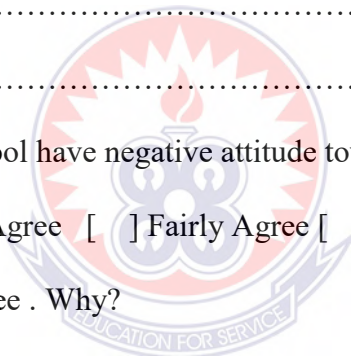 ……………………………
……………………………
ool have negative attitude to
Agree [ ] Fairly Agree [
ee . Why?
EDUCATION FOR SERVICE